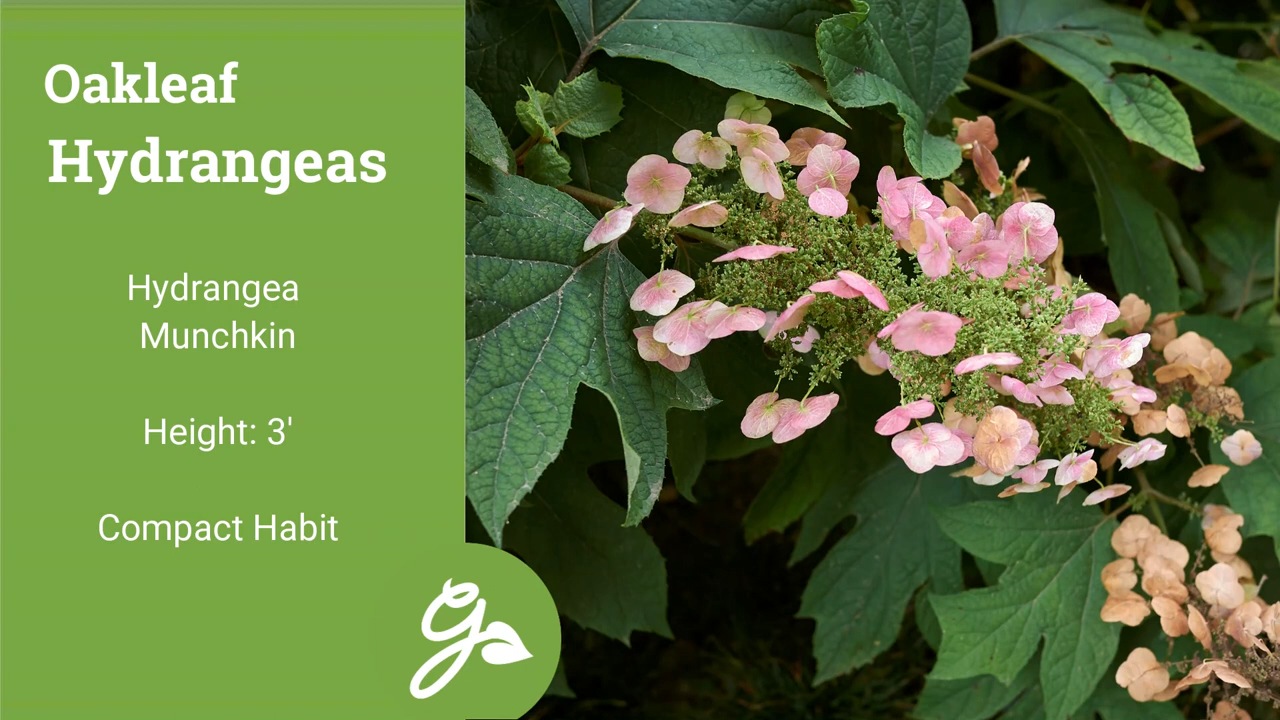 Oakleaf
Hydrangeas
Hydrangea
Munchkin
Height: 3'
Compact Habit